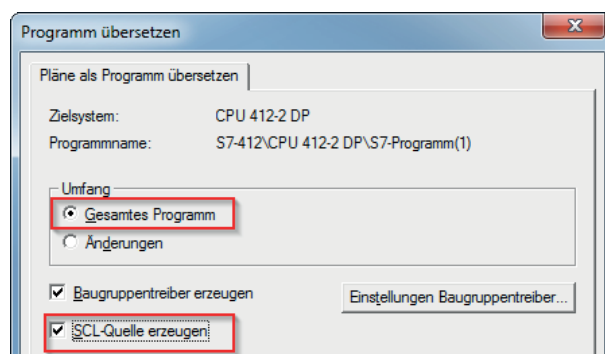 Programm übersetzen
Pläne als Programm übersetzen
Zielsystem: CPU 412-2 DP
Programmname: S7-412\CPU 412-2 DP\S7-Programm(1)
Umfang
Gesamtes Programm
Änderungen
Baugruppentreiber erzeugen Einstellungen Baugruppentreiber...
SCL-Quelle erzeugen